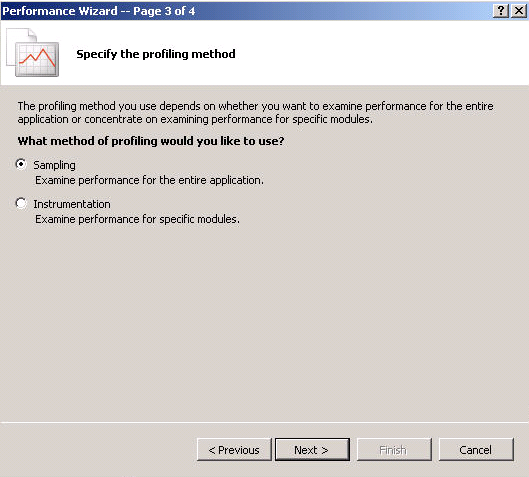 Performance Wizard -- Page 3 of 4
Specify the profiling method
The profiling method you use depends on whether you want to examine performance for the entire
application or concentrate on examining performance for specific modules.
What method of profiling would you like to use?
Sampling
Examine performance for the entire application.
Instrumentation
Examine performance for specific modules.
< Previous
Next >
Finish
Cancel